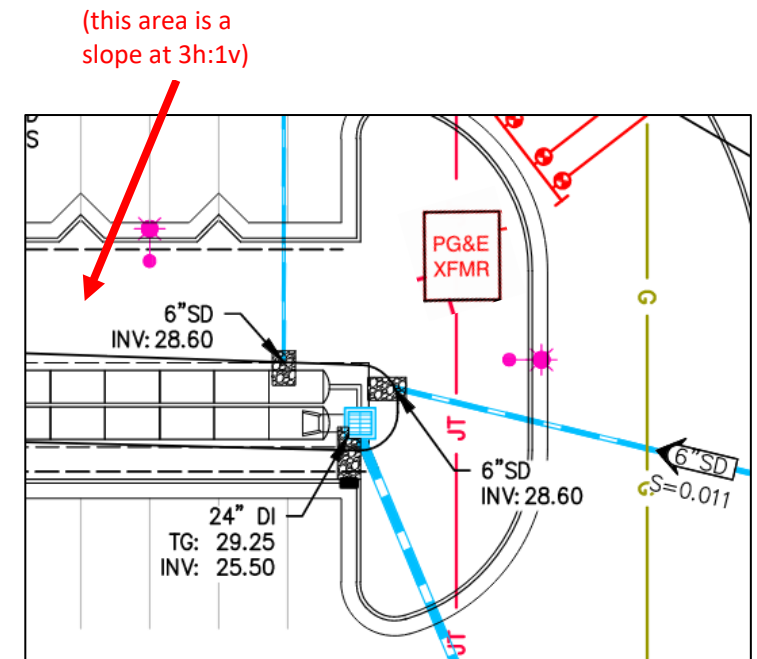 (this area is a
slope at 3h:1v)
S
PG&E
XFMR
G
6"SD
INV: 28.60
JT
6"SD
INV: 28.60
6"SD
S=0.011
G
24" DI
TG: 29.25
INV: 25.50
JT